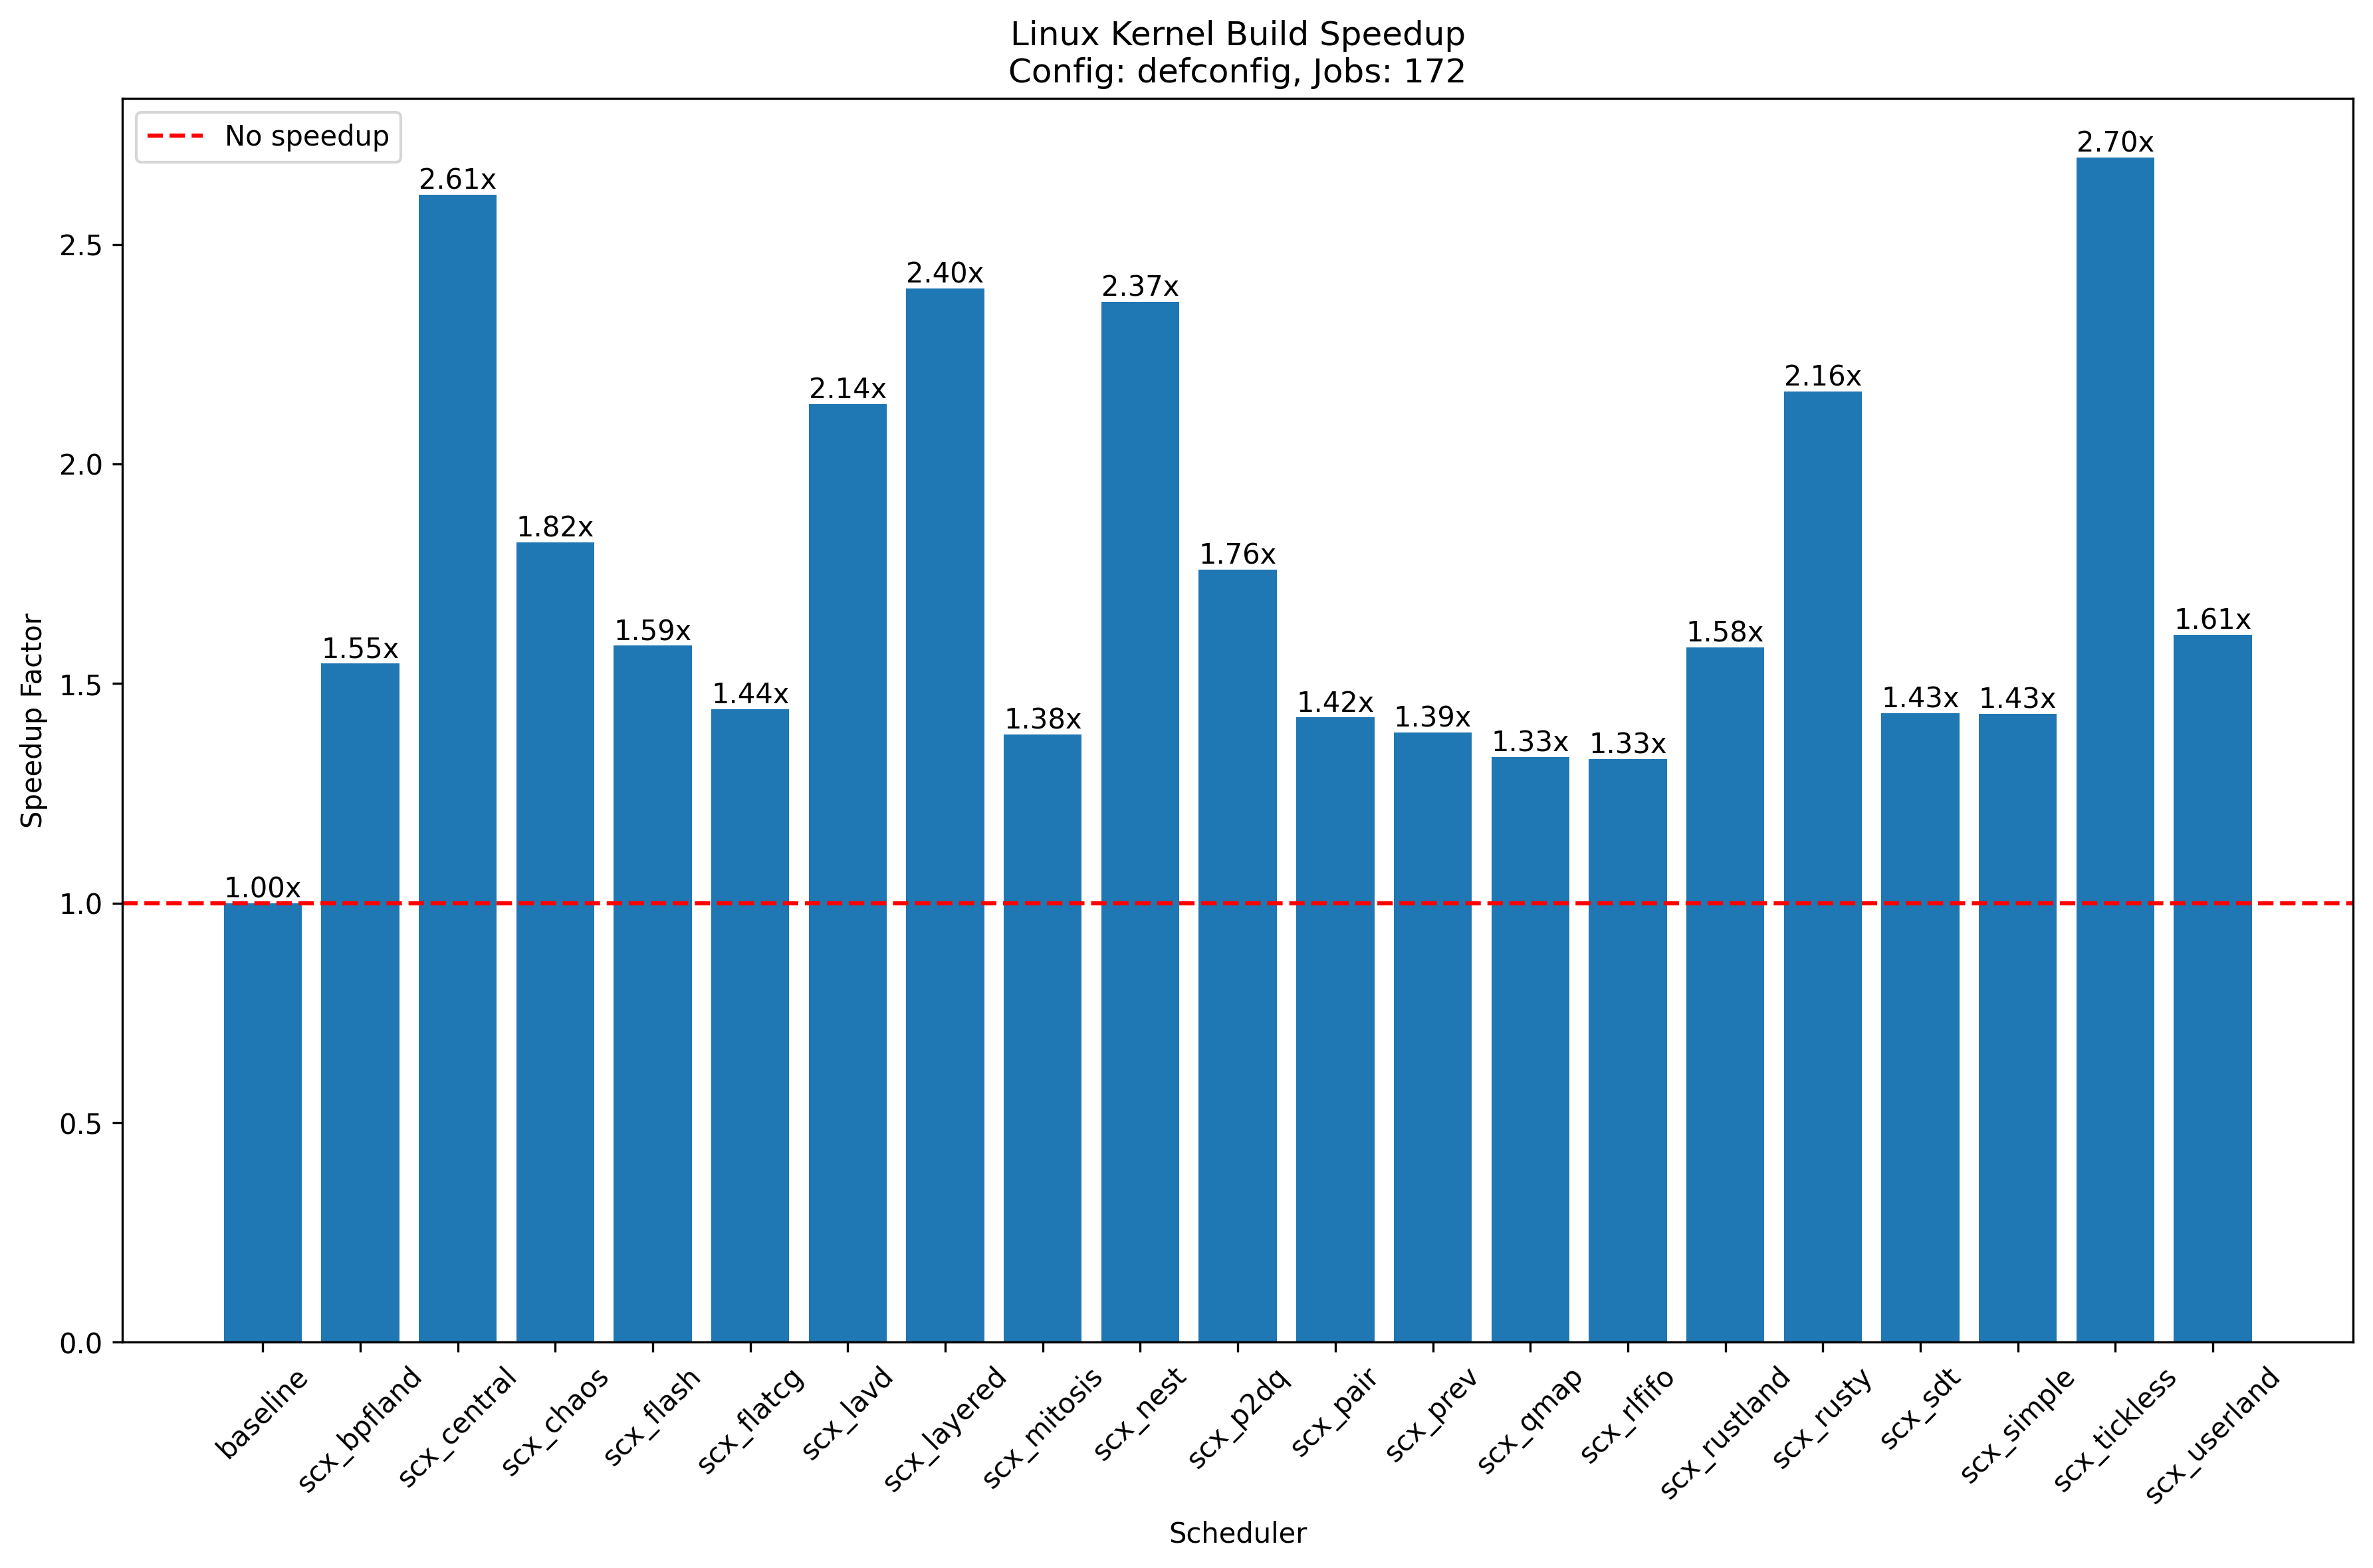 Linux Kernel Build Speedup
Config: defconfig, Jobs: 172
No speedup
Speedup Factor
2.5
2.0
1.5
1.0
0.5
0.0
1.00x
1.55x
2.61x
1.82x
1.59x
1.44x
2.14x
2.40x
1.38x
2.37x
1.76x
1.42x
1.39x
1.33x
1.33x
1.58x
2.16x
1.43x
1.43x
2.70x
1.61x
baseline
scx_bpfland
scx_central
scx_chaos
scx_flash
scx_flatcg
scx_lavd
scx_layered
scx_mitosis
scx_nest
scx_p2dq
scx_pair
scx_prev
scx_qmap
scx_rlfifo
scx_rustland
scx_rusty
scx_sdt
scx_simple
scx_tickless
scx_userland
Scheduler